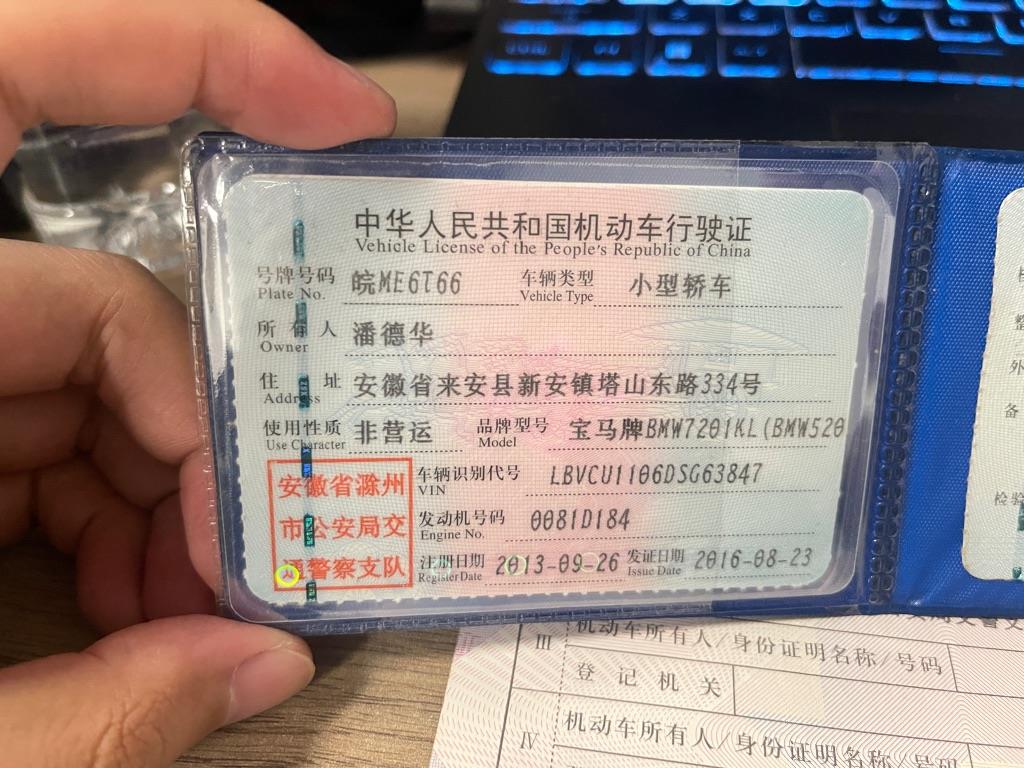 中华人民共和国机动车行驶证
Vehicle License of the People's Republic of China
号牌号码 皖ME6T66 车辆类型 小型轿车
Plate No. Vehicle Type
所有人 潘德华
Owner
住址 安徽省来安县新安镇塔山东路334号
Address
使用性质 非营运 品牌型号 宝马牌BMW7201KL(BMW520
Use Character Model
安徽省滁州
市公安局交
通警察支队
车辆识别代号 LBVCU1106DSG63847
VIN
发动机号码 0081D184
Engine No.
注册日期 2013-09-26 发证日期 2016-08-23
Register Date Issue Date
整
外
备
检验
III 机动车所有人/身份证明名称/号码
登记机关
IV 机动车所有人/身份证明名称/号码